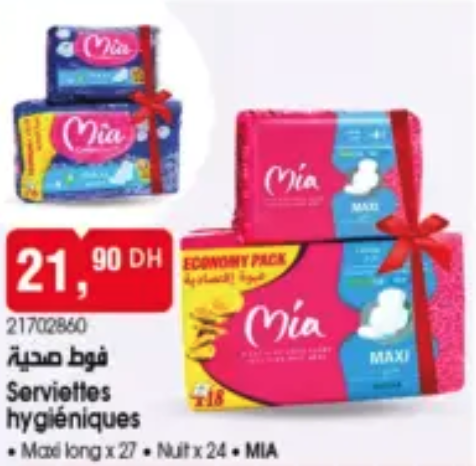 Mia
Mia
Mia
MAXI
21,90 DH
ECONOMY PACK
Mia
MAXI
x18
21702860
فوط صحية
Serviettes
hygiéniques
• Maxi long x 27 • Nuit x 24 • MIA